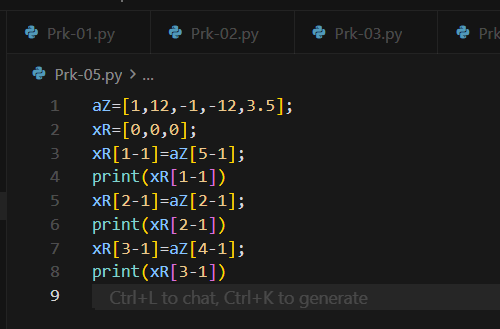 Prk-01.py Prk-02.py Prk-03.py Prk
Prk-05.py > ...
1 aZ=[1,12,-1,-12,3.5];
2 xR=[0,0,0];
3 xR[1-1]=aZ[5-1];
4 print(xR[1-1])
5 xR[2-1]=aZ[2-1];
6 print(xR[2-1])
7 xR[3-1]=aZ[4-1];
8 print(xR[3-1])
9 Ctrl+L to chat, Ctrl+K to generate